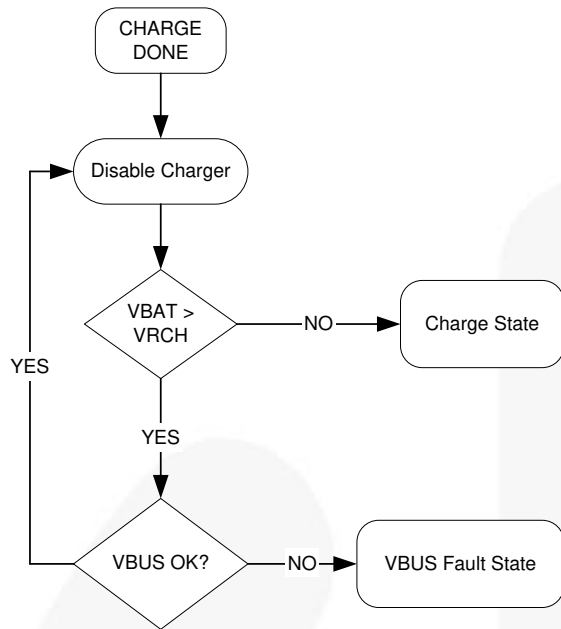 CHARGE
DONE
Disable Charger
VBAT >
VRCH
NO
Charge State
YES
YES
VBUS OK?
NO
VBUS Fault State